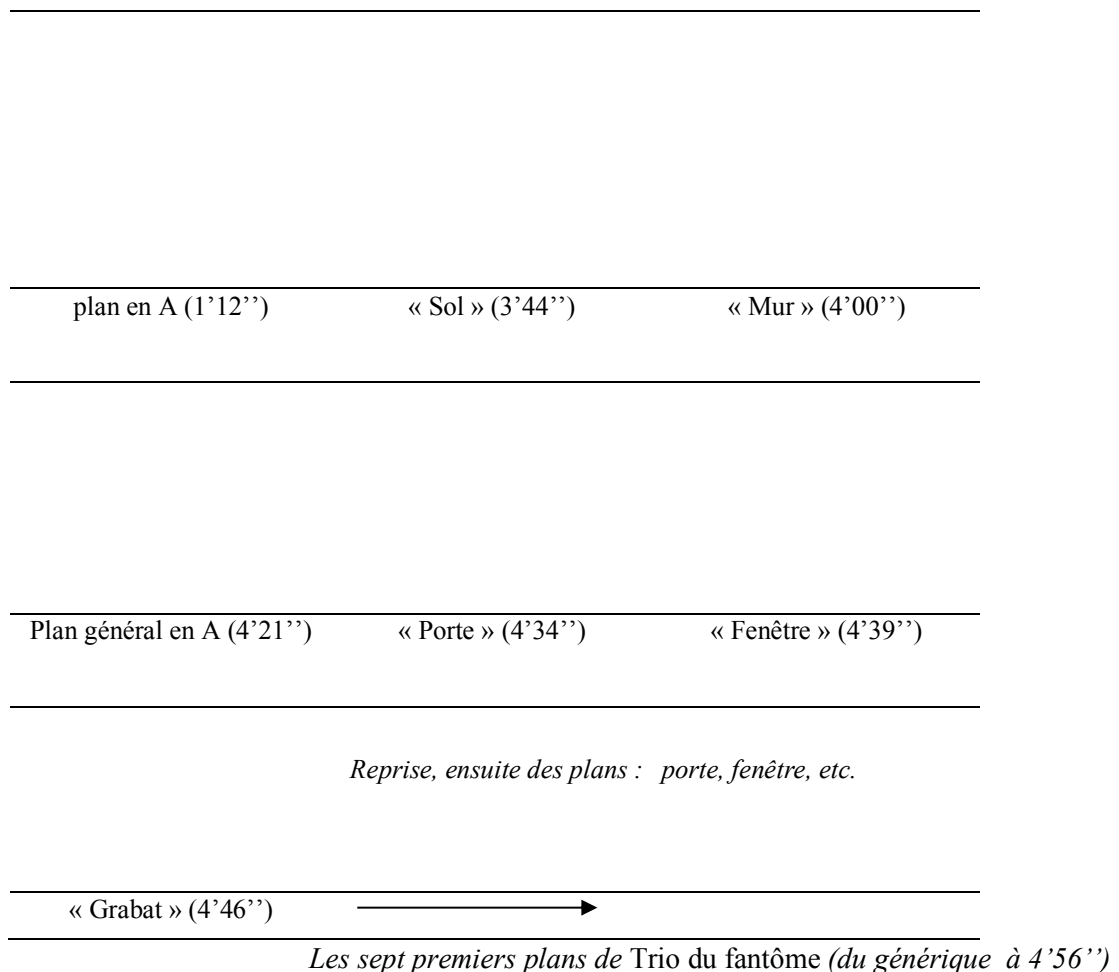 plan en A (1’12’’) « Sol » (3’44’’) « Mur » (4’00’’)
Plan général en A (4’21’’) « Porte » (4’34’’) « Fenêtre » (4’39’’)
Reprise, ensuite des plans : porte, fenêtre, etc.
« Grabat » (4’46’’)
Les sept premiers plans de Trio du fantôme (du générique à 4’56’’)